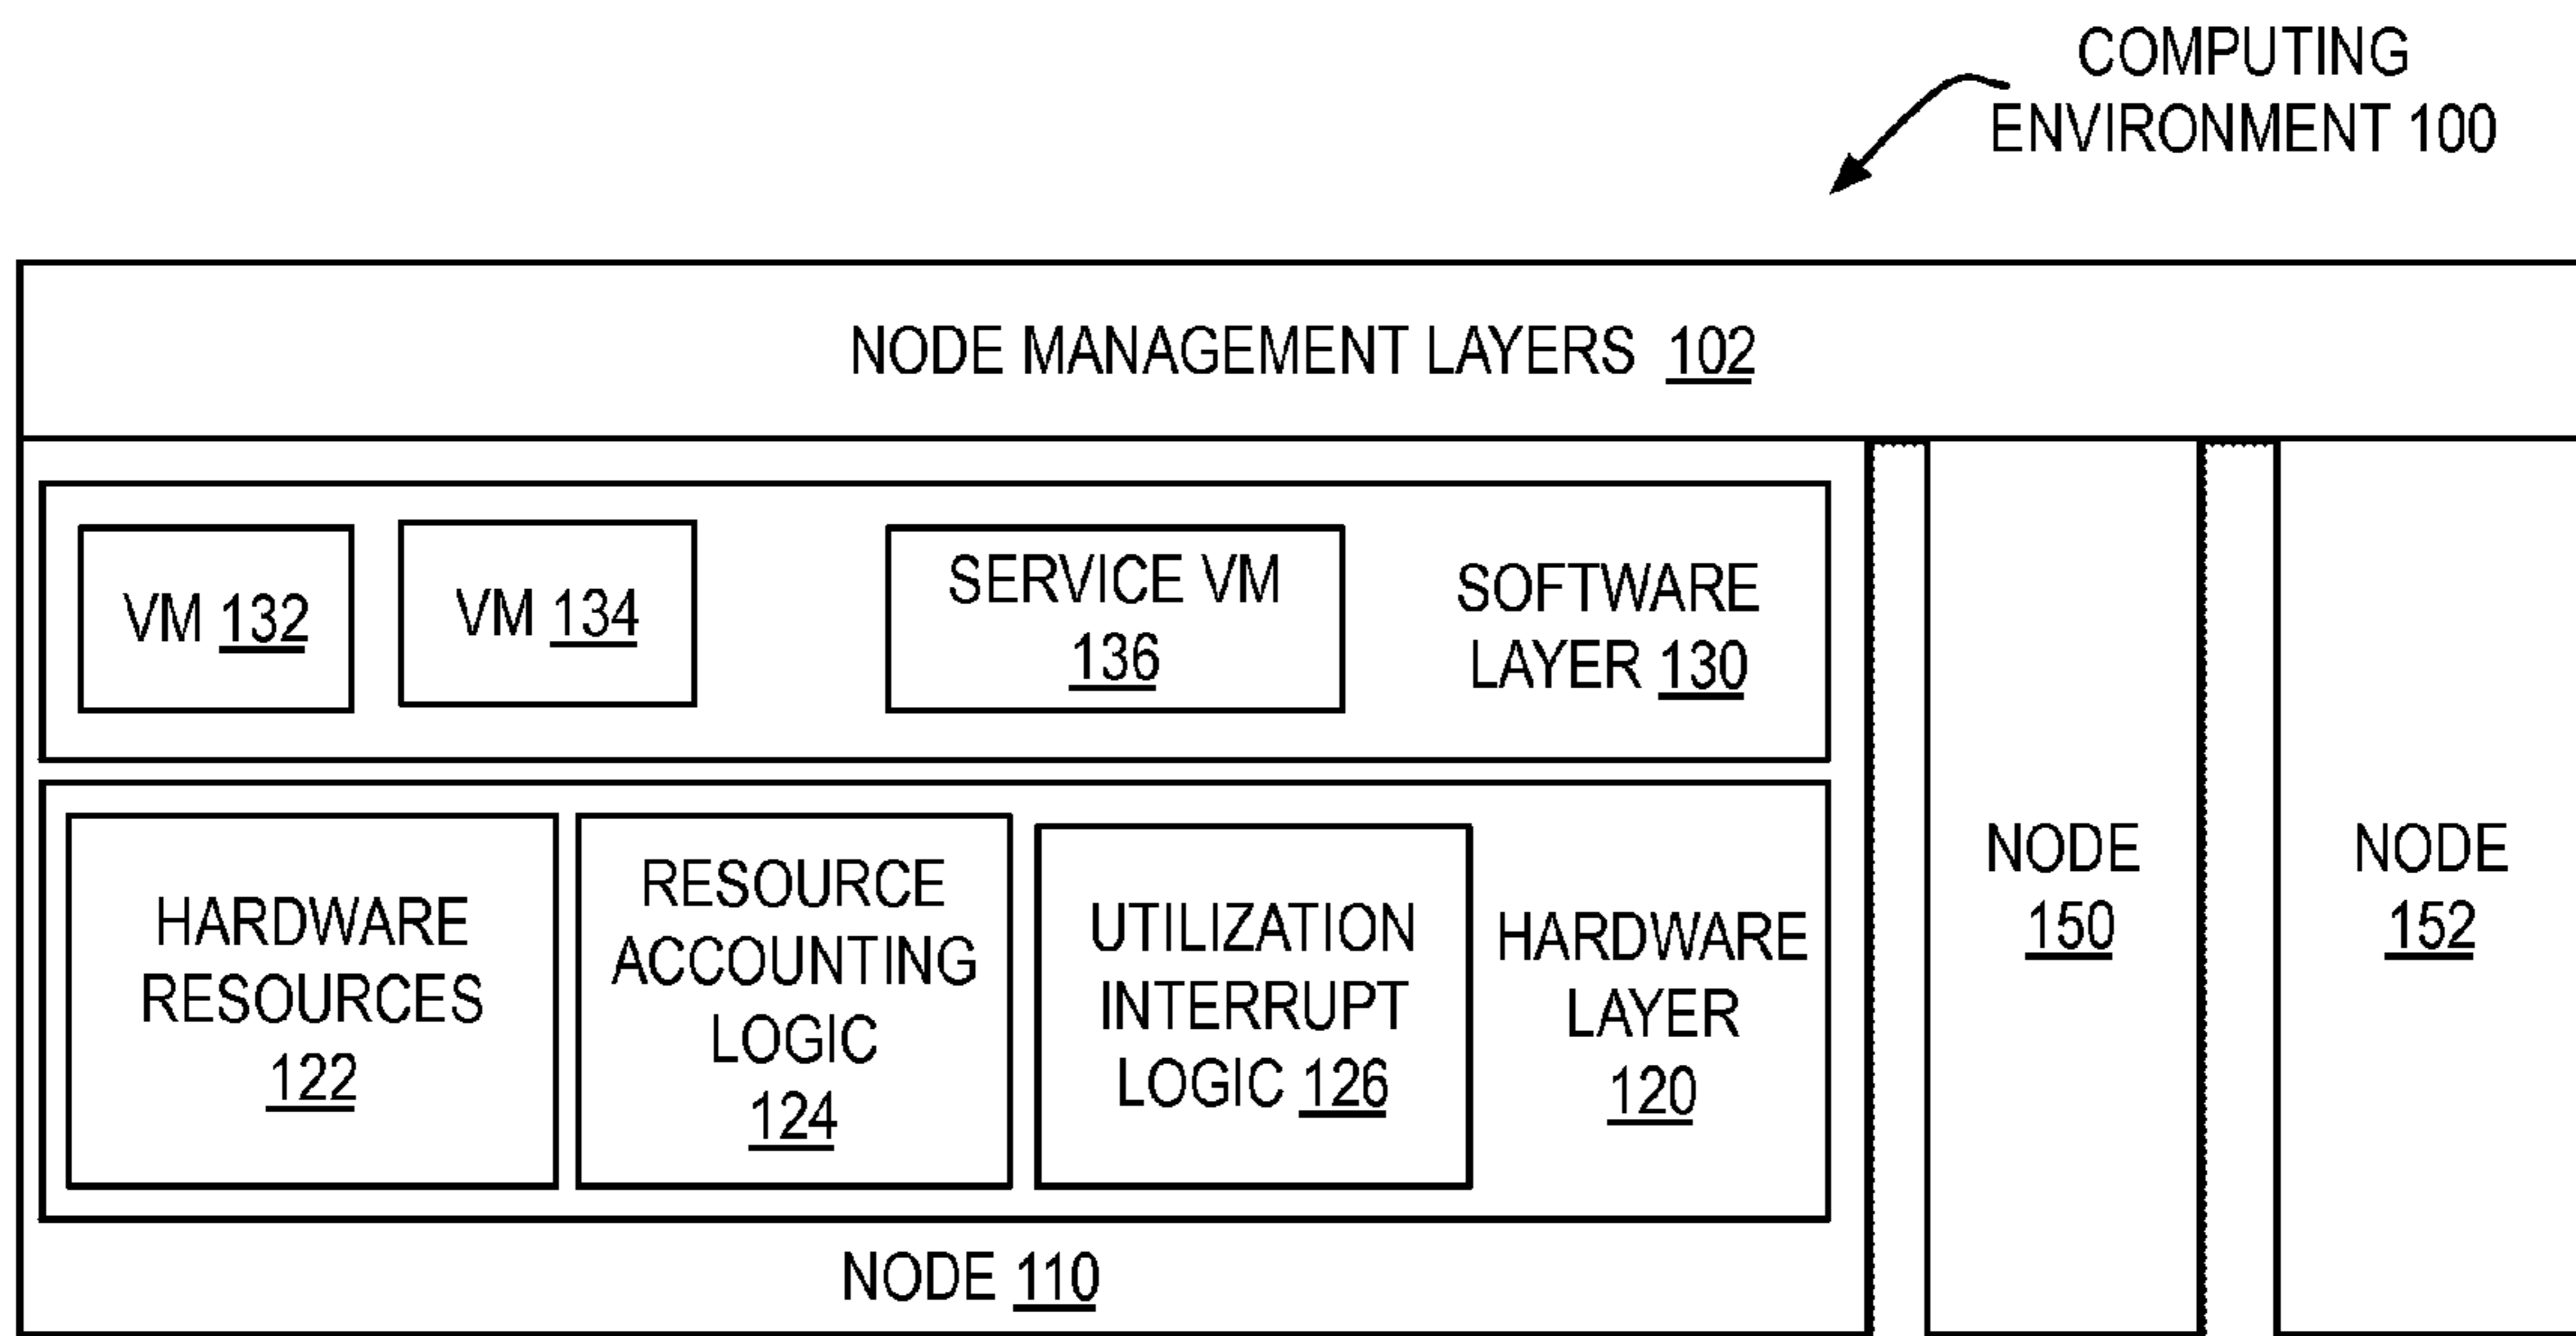 COMPUTING
ENVIRONMENT 100
NODE MANAGEMENT LAYERS 102
VM 132
VM 134
SERVICE VM
136
SOFTWARE
LAYER 130
HARDWARE
RESOURCES
122
RESOURCE
ACCOUNTING
LOGIC
124
UTILIZATION
INTERRUPT
LOGIC 126
HARDWARE
LAYER
120
NODE 110
NODE
150
NODE
152